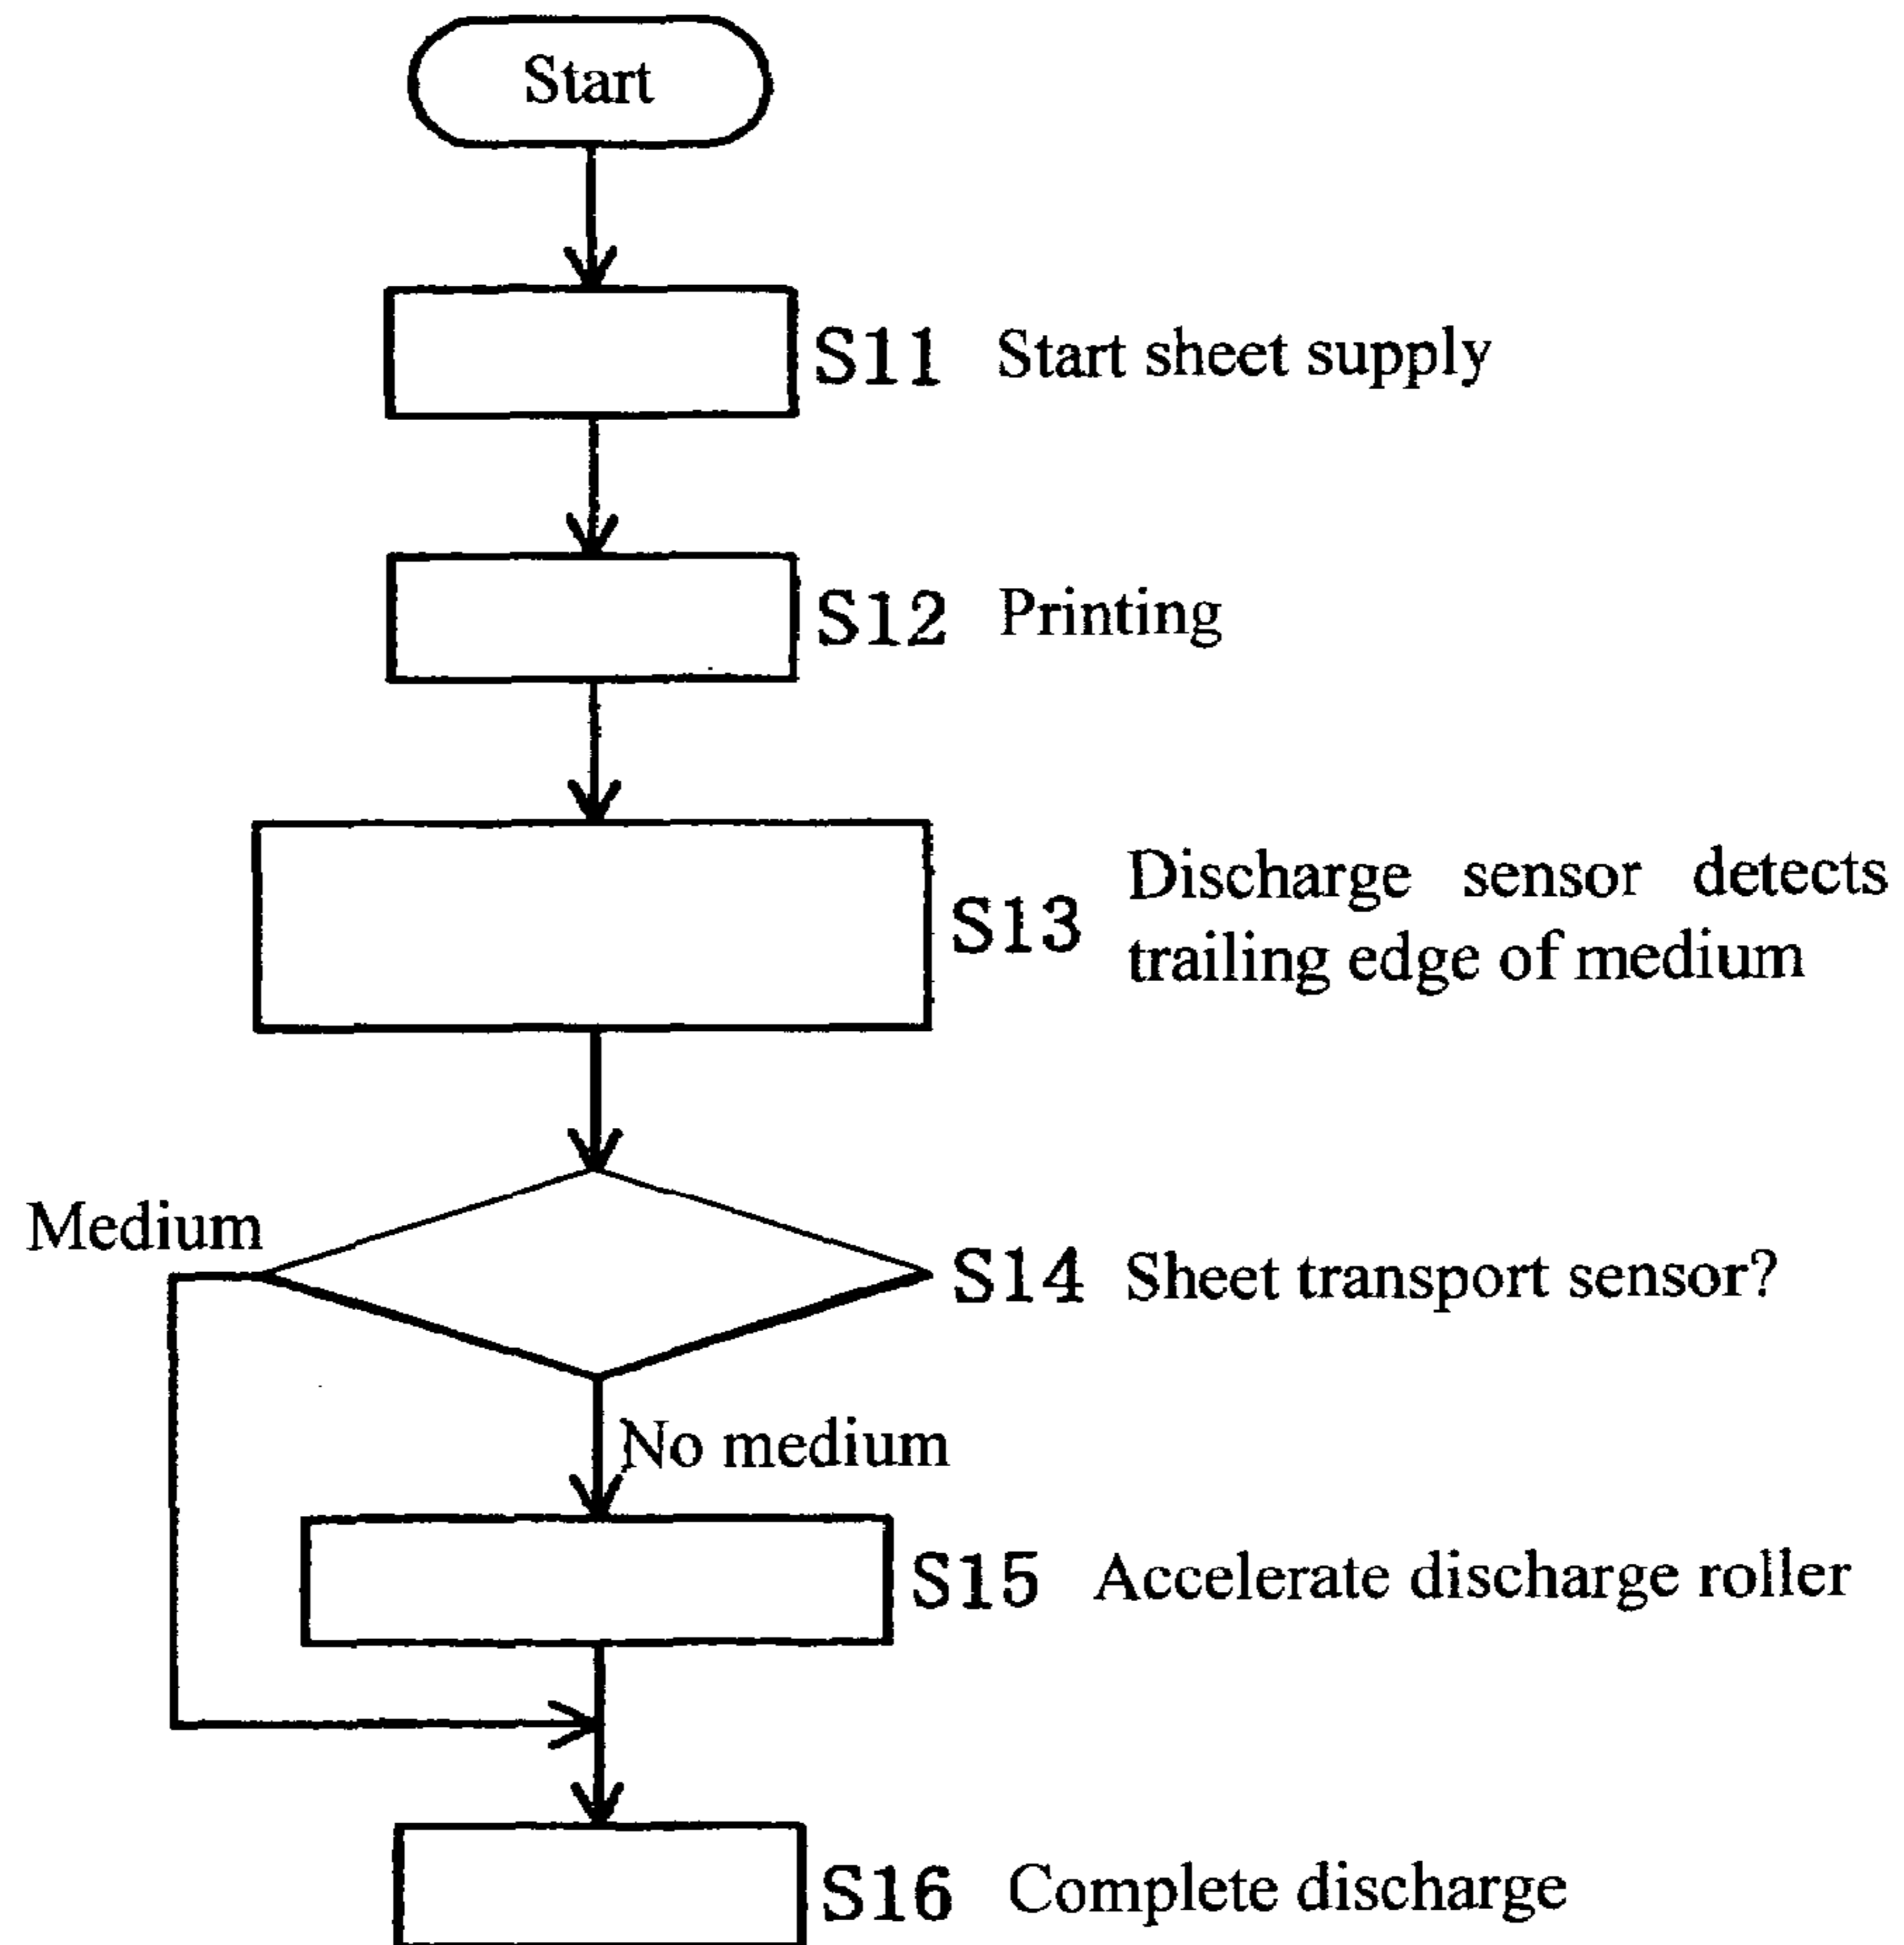 Start
S11 Start sheet supply
S12 Printing
S13 Discharge sensor detects
trailing edge of medium
Medium
S14 Sheet transport sensor?
No medium
S15 Accelerate discharge roller
S16 Complete discharge